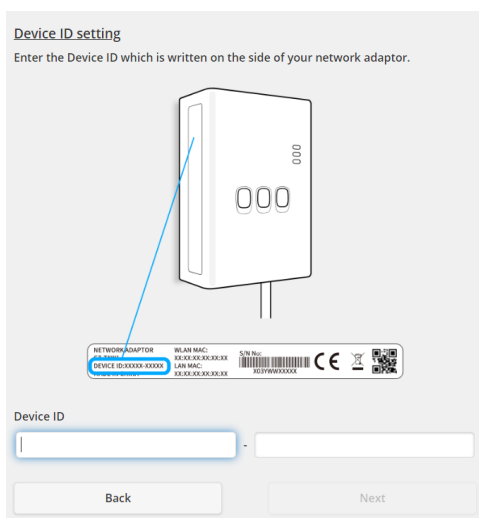 Device ID setting
Enter the Device ID which is written on the side of your network adaptor.
NETWORK ADAPTOR
DEVICE ID:XXXXX-XXXXX
WLAN MAC:
XX:XX:XX:XX:XX:XX
LAN MAC:
XX:XX:XX:XX:XX:XX
S/N No:
X03YWWXXXXX
CE
Device ID
-
Back
Next